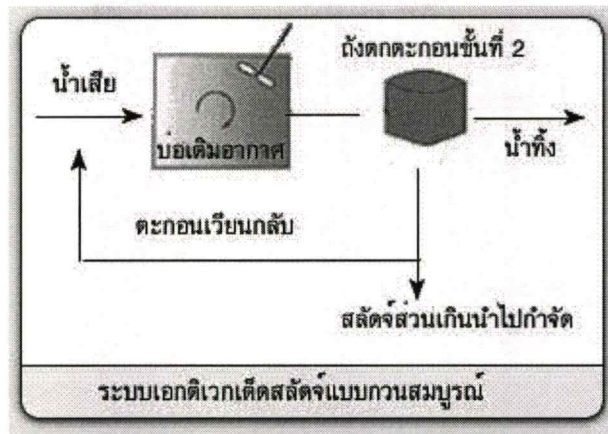 ถังตกตะกอนขั้นที่ 2
น้ำเสีย
บ่อเติมอากาศ
น้ำทิ้ง
ตะกอนเวียนกลับ
สลัดจ์ส่วนเกินนำไปกำจัด
ระบบเอกติเวกเต็ดสลัดจ์แบบกวนสมบูรณ์